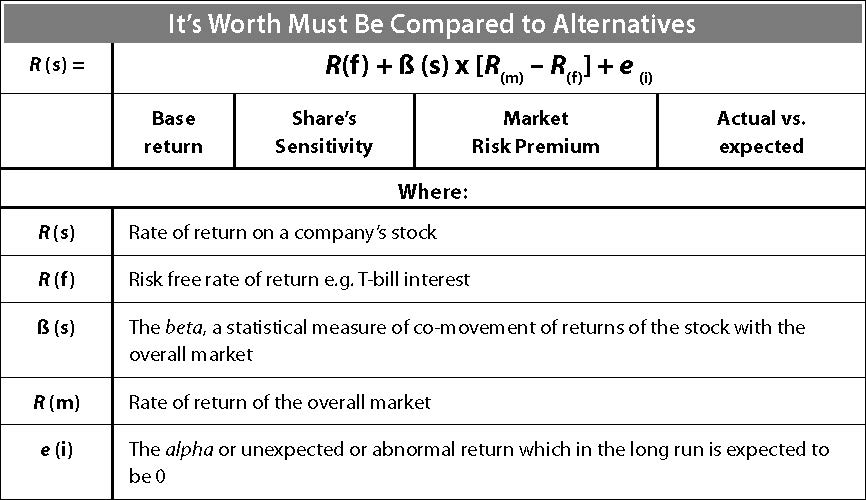 It's Worth Must Be Compared to Alternatives
R (s) = R(f) + ß (s) x [R(m) – R(f)] + e (i)
Base return Share's Sensitivity Market Risk Premium Actual vs. expected
Where:
R (s) Rate of return on a company's stock
R (f) Risk free rate of return e.g. T-bill interest
ß (s) The beta, a statistical measure of co-movement of returns of the stock with the
overall market
R (m) Rate of return of the overall market
e (i) The alpha or unexpected or abnormal return which in the long run is expected to
be 0